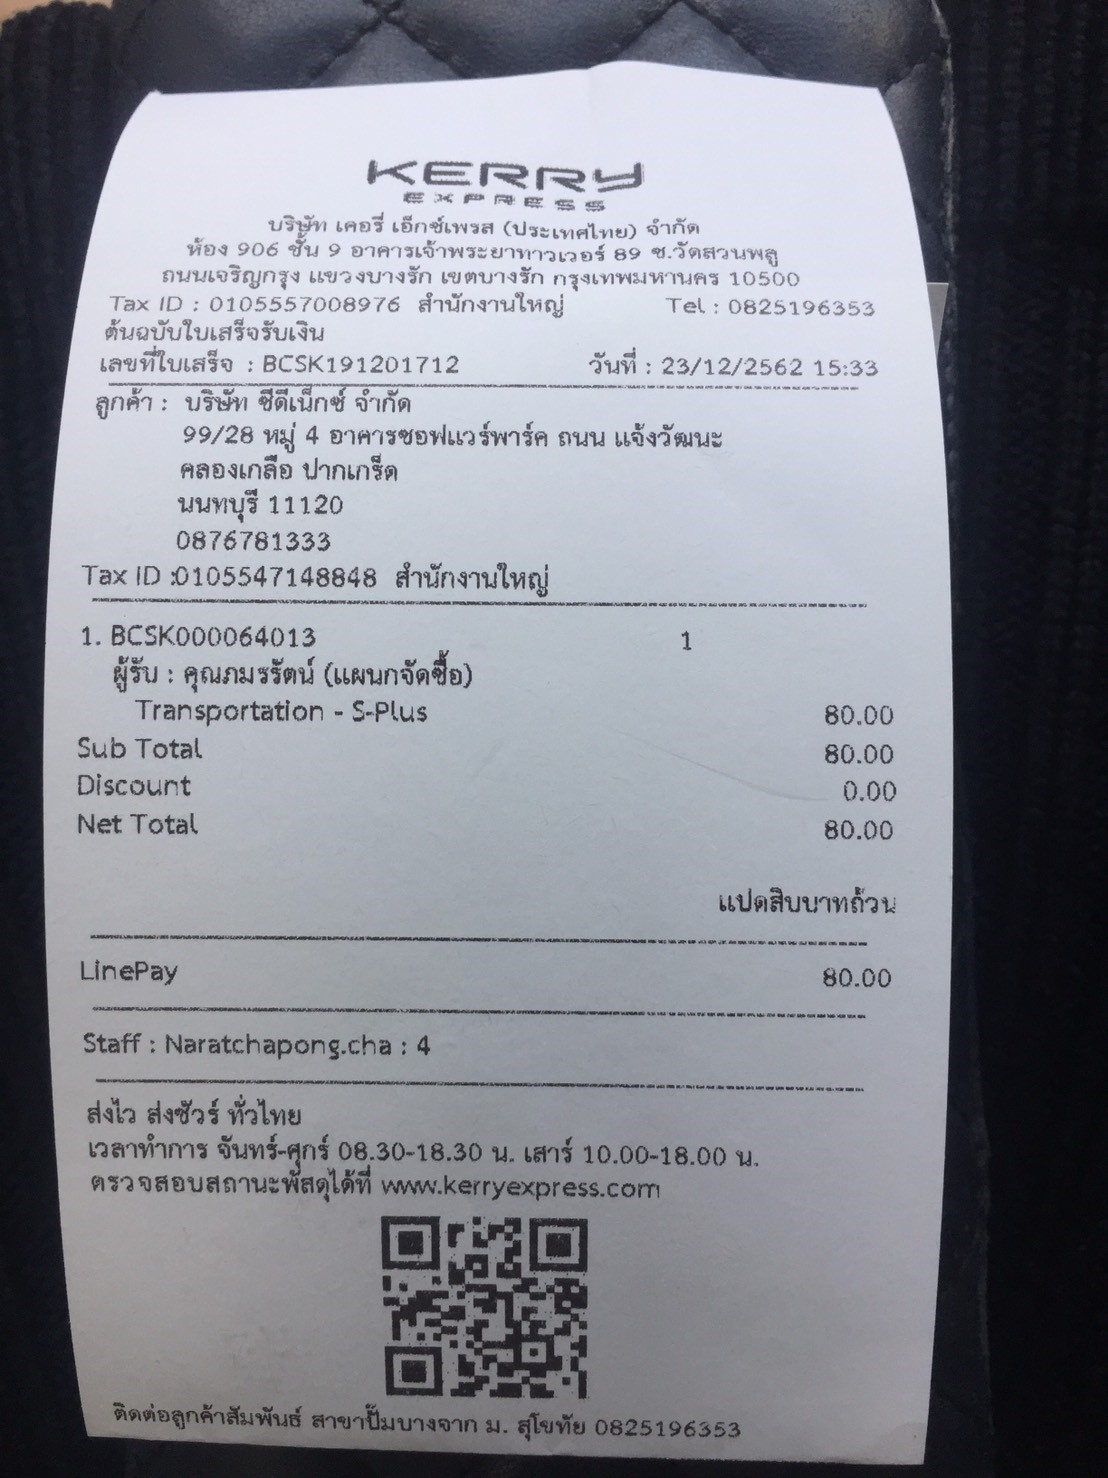 KERRY
EXPRESS
บริษัท เคอรี่ เอ็กซ์เพรส (ประเทศไทย) จำกัด
ห้อง 906 ชั้น 9 อาคารเจ้าพระยาทาวเวอร์ 89 ซ.วัดสวนพลู
ถนนเจริญกรุง แขวงบางรัก เขตบางรัก กรุงเทพมหานคร 10500
Tax ID : 0105557008976 สำนักงานใหญ่ Tel : 0825196353
ต้นฉบับใบเสร็จรับเงิน
เลขที่ใบเสร็จ : BCSK191201712 วันที่ : 23/12/2562 15:33
ลูกค้า : บริษัท ซีดีเน็กซ์ จำกัด
99/28 หมู่ 4 อาคารซอฟแวร์พาร์ค ถนน แจ้งวัฒนะ
คลองเกลือ ปากเกร็ด
นนทบุรี 11120
0876781333
Tax ID :0105547148848 สำนักงานใหญ่
1. BCSK000064013 1
ผู้รับ : คุณภมรรัตน์ (แผนกจัดซื้อ)
Transportation - S-Plus 80.00
Sub Total 80.00
Discount 0.00
Net Total 80.00
แปดสิบบาทถ้วน
LinePay 80.00
Staff : Naratchapong.cha : 4
ส่งไว ส่งชัวร์ ทั่วไทย
เวลาทำการ จันทร์-ศุกร์ 08.30-18.30 น. เสาร์ 10.00-18.00 น.
ตรวจสอบสถานะพัสดุได้ที่ www.kerryexpress.com
ติดต่อลูกค้าสัมพันธ์ สาขาปั๊มบางจาก ม. สุโขทัย 0825196353